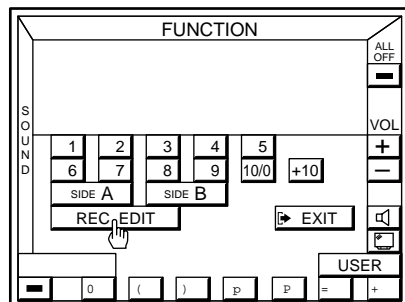 FUNCTION
ALL
OFF
SOUND
VOL
1 2 3 4 5
+
6 7 8 9 10/0 +10
−
SIDE A SIDE B
REC EDIT EXIT
USER
0 ( ) p P = +